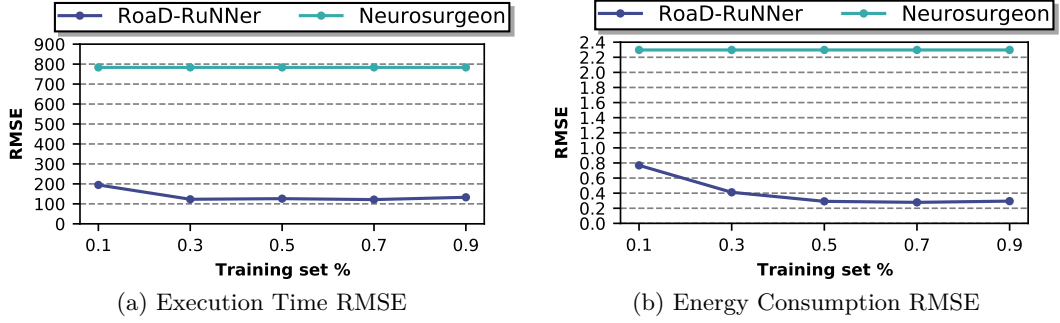 RoaD-RuNNer Neurosurgeon
900
800
700
600
500
400
300
200
100
0
RMSE
0.1 0.3 0.5 0.7 0.9
Training set %
(a) Execution Time RMSE
RoaD-RuNNer Neurosurgeon
2.4
2.2
2.0
1.8
1.6
1.4
1.2
1.0
0.8
0.6
0.4
0.2
0.0
RMSE
0.1 0.3 0.5 0.7 0.9
Training set %
(b) Energy Consumption RMSE